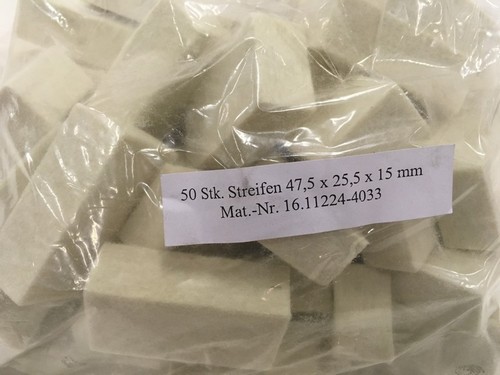 50 Stk. Streifen 47,5 x 25,5 x 15 mm
Mat.-Nr. 16.11224-4033